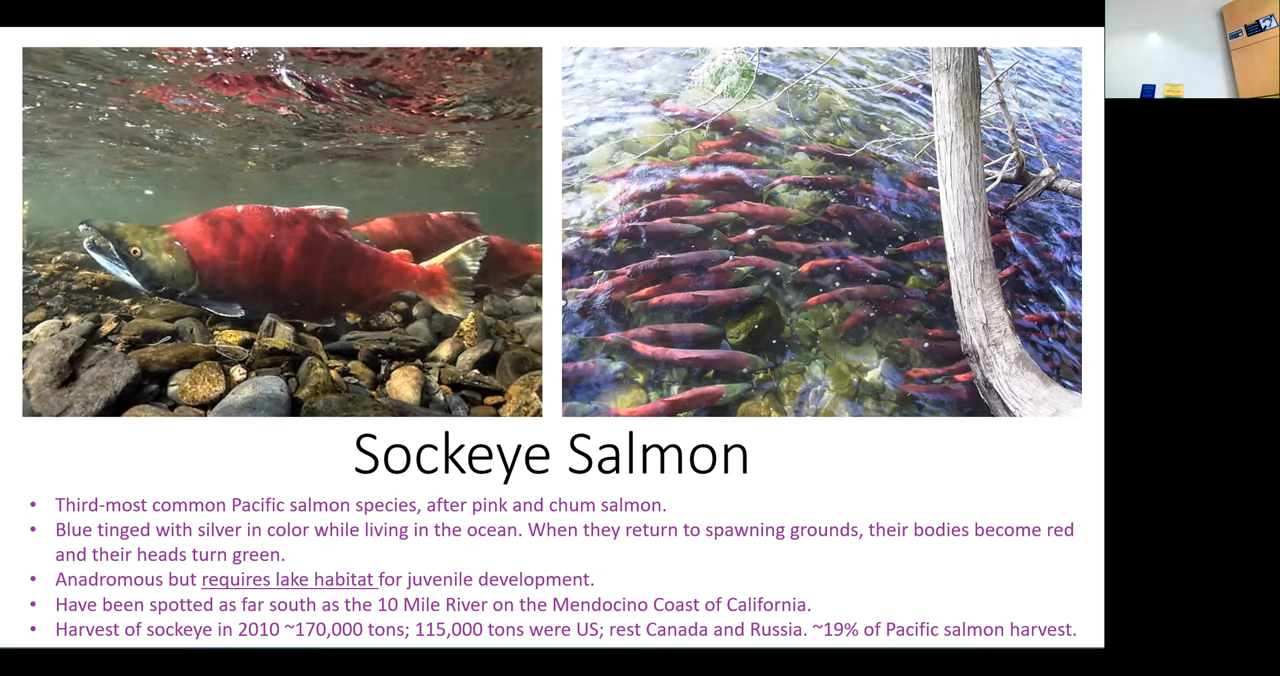 Sockeye Salmon
• Third-most common Pacific salmon species, after pink and chum salmon.
• Blue tinged with silver in color while living in the ocean. When they return to spawning grounds, their bodies become red
and their heads turn green.
• Anadromous but requires lake habitat for juvenile development.
• Have been spotted as far south as the 10 Mile River on the Mendocino Coast of California.
• Harvest of sockeye in 2010 ~170,000 tons; 115,000 tons were US; rest Canada and Russia. ~19% of Pacific salmon harvest.